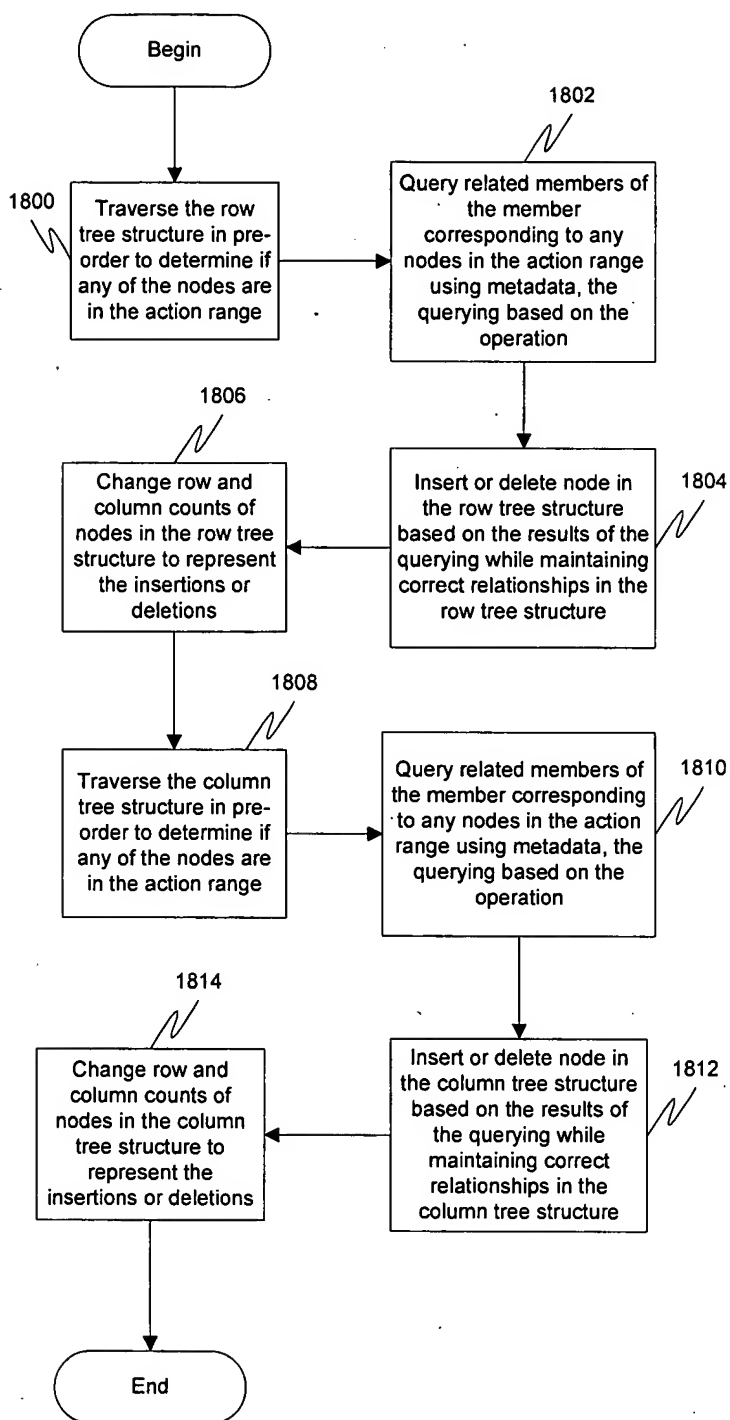 Begin
1800
Traverse the row
tree structure in pre-
order to determine if
any of the nodes are
in the action range
1802
Query related members of
the member
corresponding to any
nodes in the action range
using metadata, the
querying based on the
operation
1804
Insert or delete node in
the row tree structure
based on the results of the
querying while maintaining
correct relationships in the
row tree structure
1806
Change row and
column counts of
nodes in the row tree
structure to represent
the insertions or
deletions
1808
Traverse the column
tree structure in pre-
order to determine if
any of the nodes are
in the action range
1810
Query related members of
the member corresponding
to any nodes in the action
range using metadata, the
querying based on the
operation
1812
Insert or delete node in
the column tree structure
based on the results of
the querying while
maintaining correct
relationships in the
column tree structure
1814
Change row and
column counts of
nodes in the column
tree structure to
represent the
insertions or deletions
End